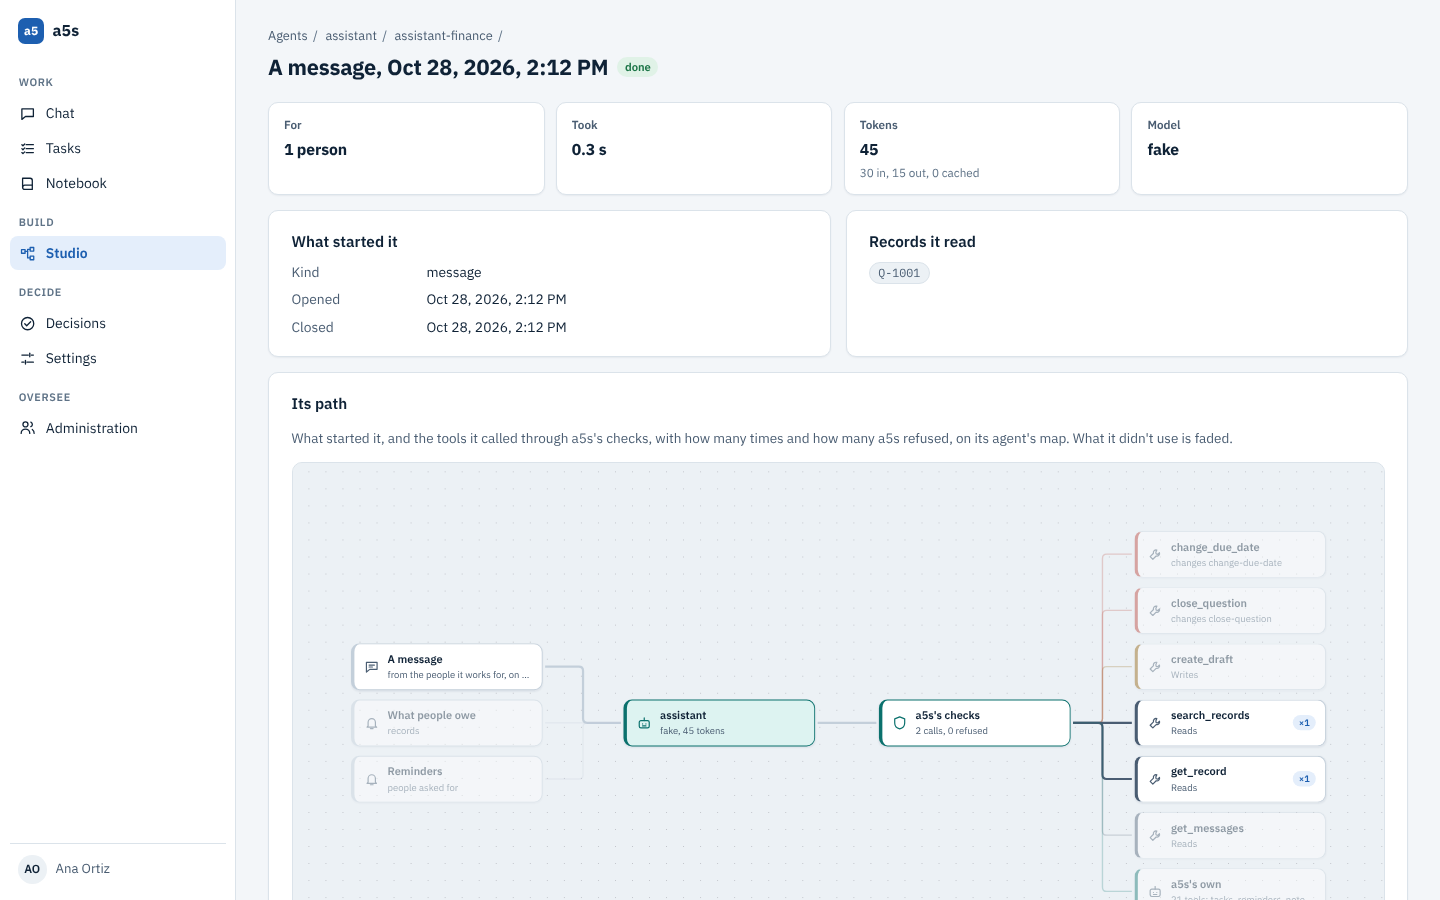 a5 a5s
WORK
Chat
Tasks
Notebook
BUILD
Studio
DECIDE
Decisions
Settings
OVERSEE
Administration
AO Ana Ortiz
Agents / assistant / assistant-finance /
A message, Oct 28, 2026, 2:12 PM done
For
1 person
Took
0.3 s
Tokens
45
30 in, 15 out, 0 cached
Model
fake
What started it
Kind message
Opened Oct 28, 2026, 2:12 PM
Closed Oct 28, 2026, 2:12 PM
Records it read
Q-1001
Its path
What started it, and the tools it called through a5s's checks, with how many times and how many a5s refused, on its agent's map. What it didn't use is faded.
A message
from the people it works for, on ...
What people owe
records
Reminders
people asked for
assistant
fake, 45 tokens
a5s's checks
2 calls, 0 refused
change_due_date
changes change-due-date
close_question
changes close-question
create_draft
Writes
search_records
Reads
×1
get_record
Reads
×1
get_messages
Reads
a5s's own